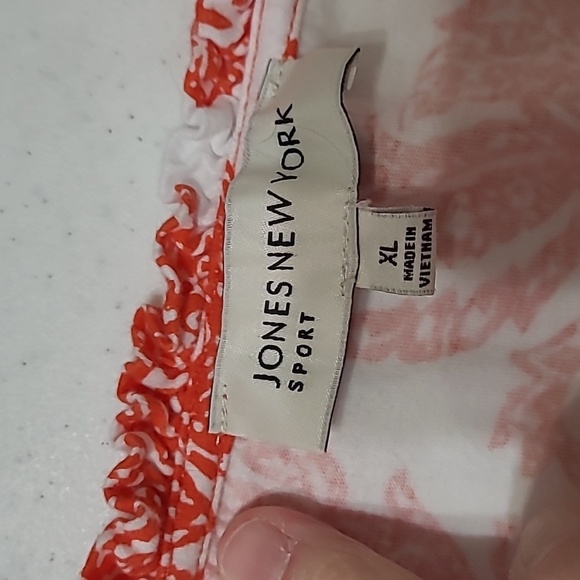 JONES NEW YORK
SPORT
XL
MADE IN
VIETNAM